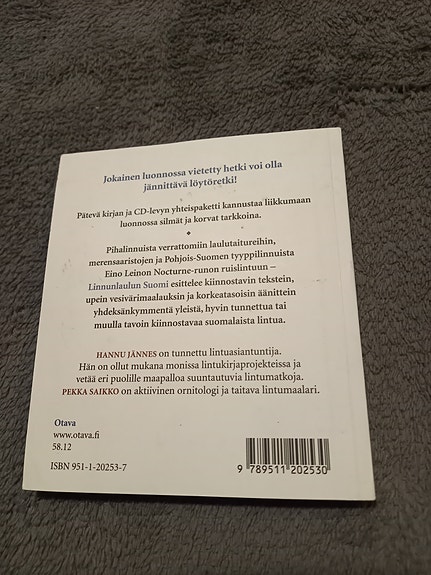 Jokainen luonnossa vietetty hetki voi olla
jännittävä löytöretki!
Pätevä kirjan ja CD-levyn yhteispaketti kannustaa liikkumaan
luonnossa silmät ja korvat tarkkoina.
Pihalinnuista verrattomiin laulutaitureihin,
merensaaristojen ja Pohjois-Suomen tyyppilinnuista
Eino Leinon Nocturne-runon ruislintuun –
Linnunlaulun Suomi esittelee kiinnostavin tekstein,
upein vesivärimaalauksin ja korkeatasoisin äänittein
yhdeksänkymmentä yleistä, hyvin tunnettua tai
muulla tavoin kiinnostavaa suomalaista lintua.
HANNU JÄNNES on tunnettu lintuasiantuntija.
Hän on ollut mukana monissa lintukirjaprojekteissa ja
vetää eri puolille maapalloa suuntautuvia lintumatkoja.
PEKKA SAIKKO on aktiivinen ornitologi ja taitava lintumaalari.
Otava
www.otava.fi
58.12
ISBN 951-1-20253-7
9 789511 202530